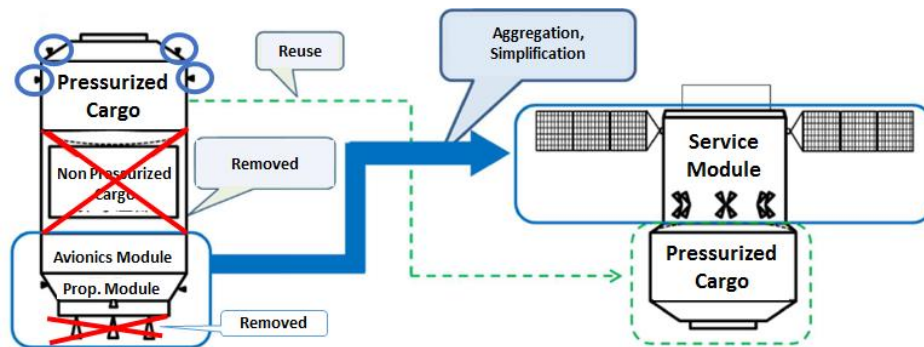 Reuse
Aggregation,
Simplification
Pressurized
Cargo
Non Pressurized
Cargo
Removed
Avionics Module
Prop. Module
Removed
Service
Module
Pressurized
Cargo